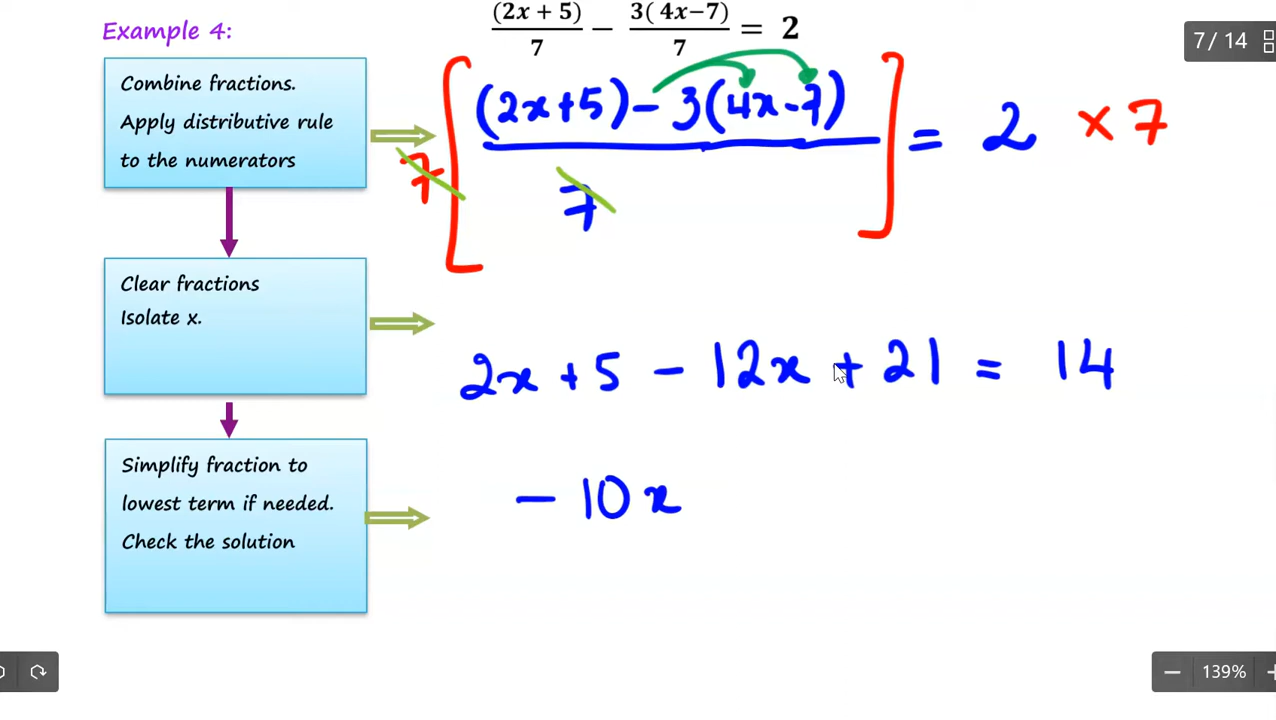 Example 4:
(2x + 5)/7 − 3( 4x−7)/7 = 2
7 / 14
Combine fractions.
Apply distributive rule
to the numerators
7 [ (2x+5) − 3(4x−7) / 7 ] = 2 × 7
Clear fractions
Isolate x.
2x + 5 − 12x + 21 = 14
Simplify fraction to
lowest term if needed.
Check the solution
− 10x
− 139% +